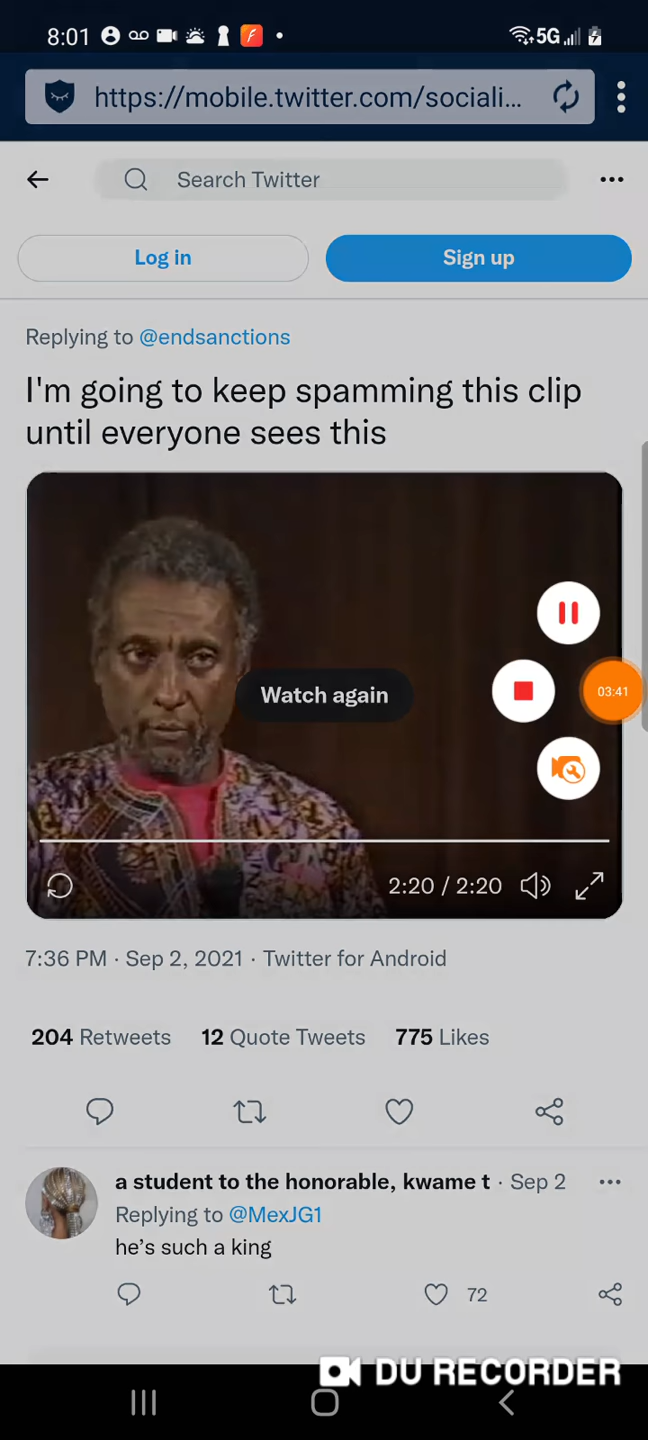 8:01
5G
https://mobile.twitter.com/sociali...
Search Twitter
Log in
Sign up
Replying to @endsanctions
I'm going to keep spamming this clip
until everyone sees this
Watch again
03:41
2:20 / 2:20
7:36 PM · Sep 2, 2021 · Twitter for Android
204 Retweets 12 Quote Tweets 775 Likes
a student to the honorable, kwame t · Sep 2
Replying to @MexJG1
he's such a king
72
DU RECORDER